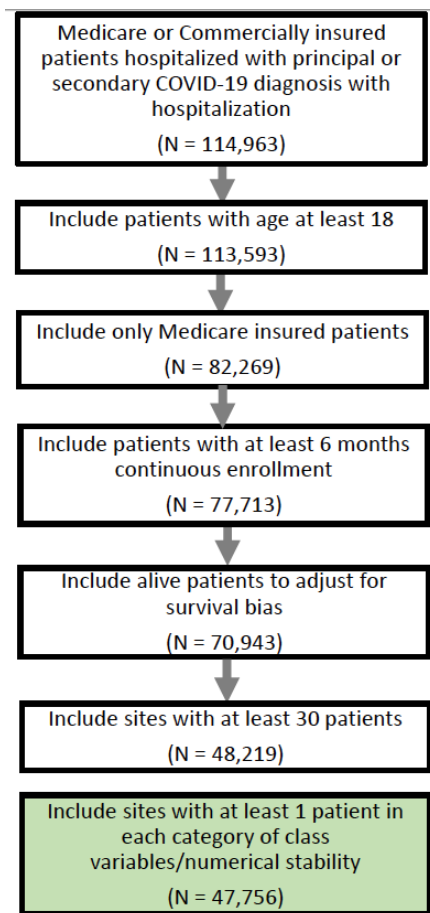 Medicare or Commercially insured
patients hospitalized with principal or
secondary COVID-19 diagnosis with
hospitalization
(N = 114,963)
Include patients with age at least 18
(N = 113,593)
Include only Medicare insured patients
(N = 82,269)
Include patients with at least 6 months
continuous enrollment
(N = 77,713)
Include alive patients to adjust for
survival bias
(N = 70,943)
Include sites with at least 30 patients
(N = 48,219)
Include sites with at least 1 patient in
each category of class
variables/numerical stability
(N = 47,756)